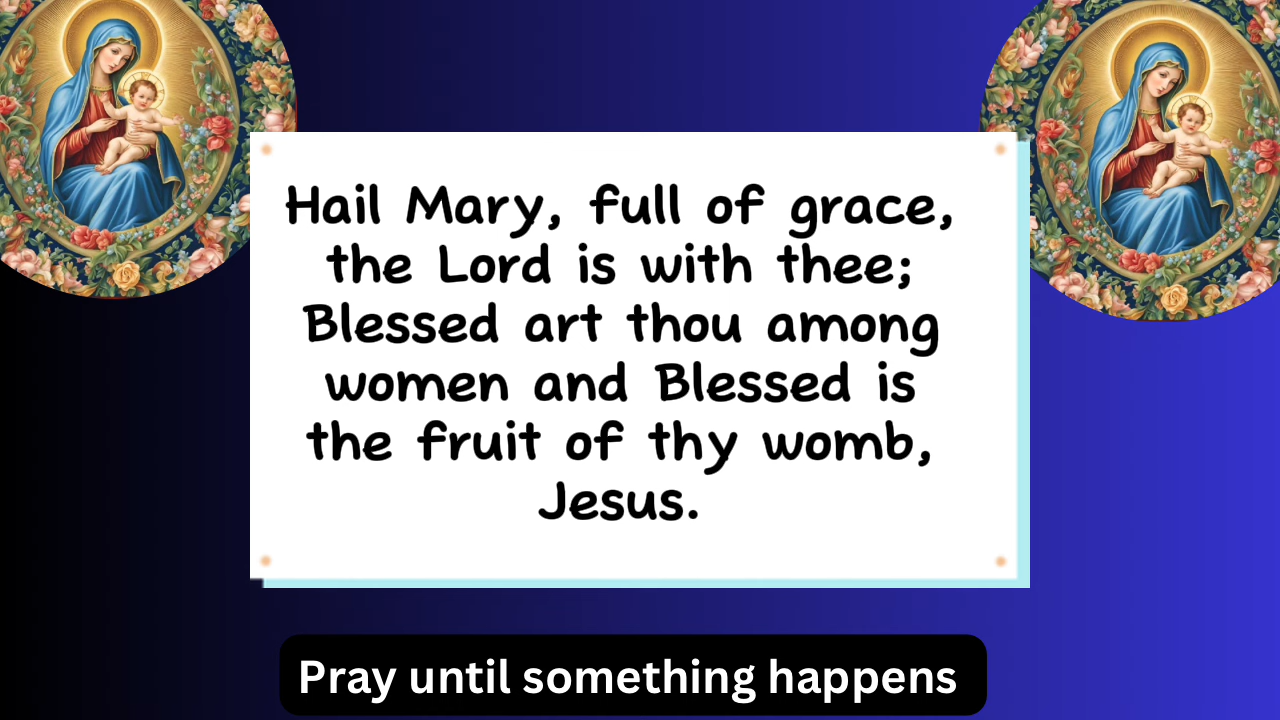 Hail Mary, full of grace,
the Lord is with thee;
Blessed art thou among
women and Blessed is
the fruit of thy womb,
Jesus.
Pray until something happens